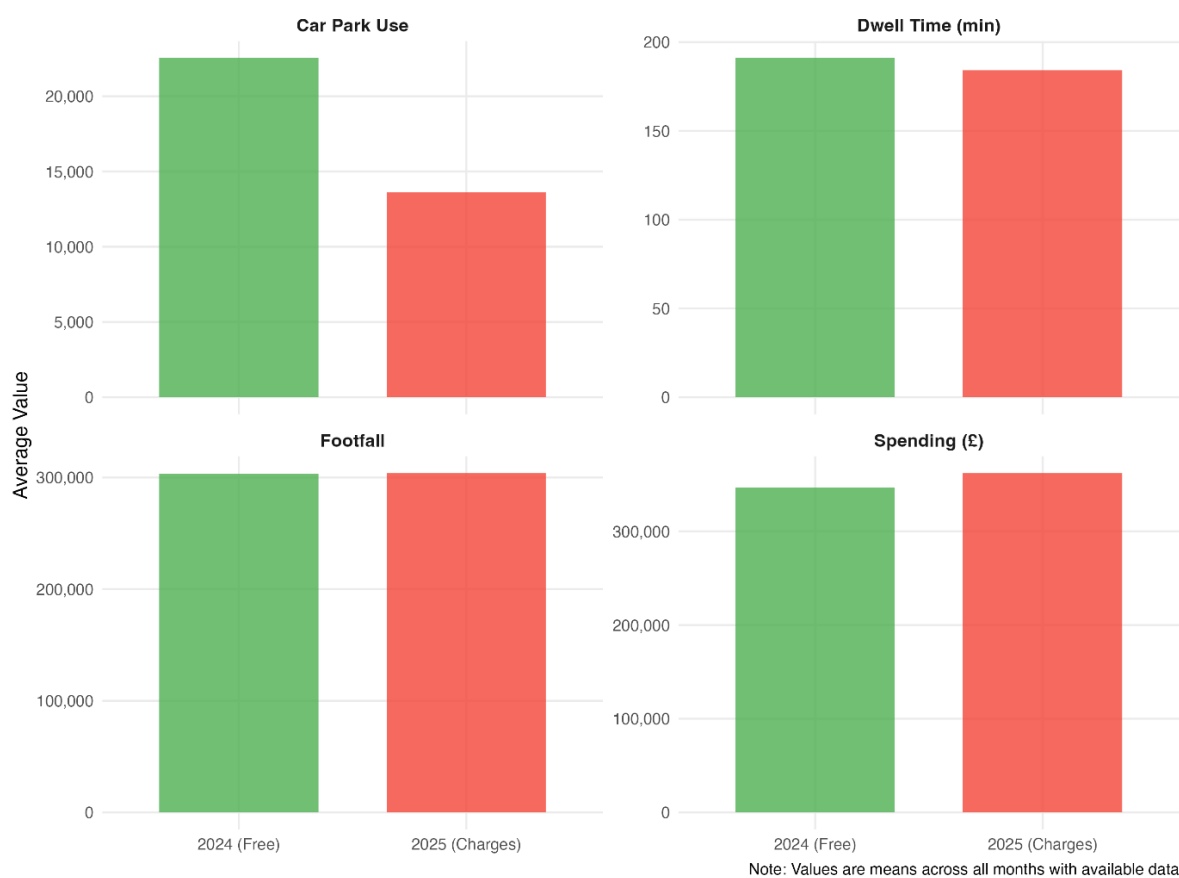 Car Park Use
Dwell Time (min)
20,000
15,000
10,000
5,000
0
200
150
100
50
0
Average Value
Footfall
Spending (£)
300,000
200,000
100,000
0
300,000
200,000
100,000
0
2024 (Free)
2025 (Charges)
2024 (Free)
2025 (Charges)
Note: Values are means across all months with available data